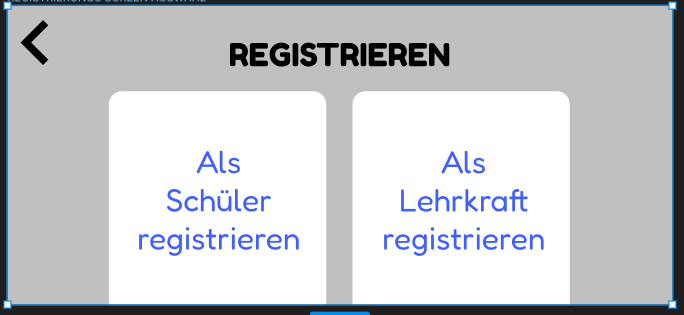 REGISTRIEREN
Als
Schüler
registrieren
Als
Lehrkraft
registrieren